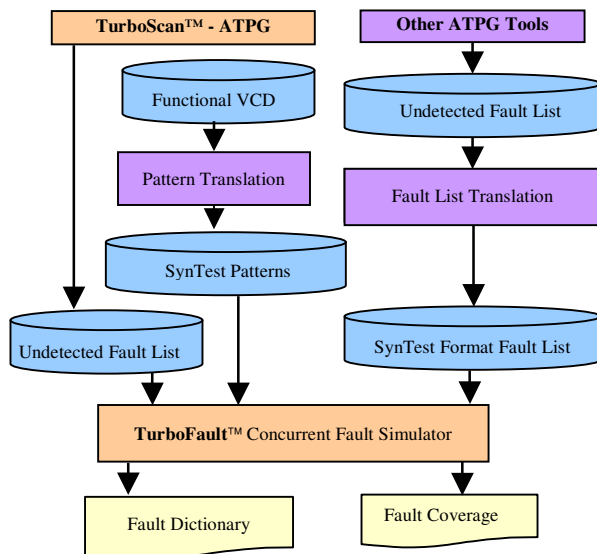 TurboScan™ - ATPG
Other ATPG Tools
Functional VCD
Undetected Fault List
Pattern Translation
Fault List Translation
SynTest Patterns
Undetected Fault List
SynTest Format Fault List
TurboFault™ Concurrent Fault Simulator
Fault Dictionary
Fault Coverage